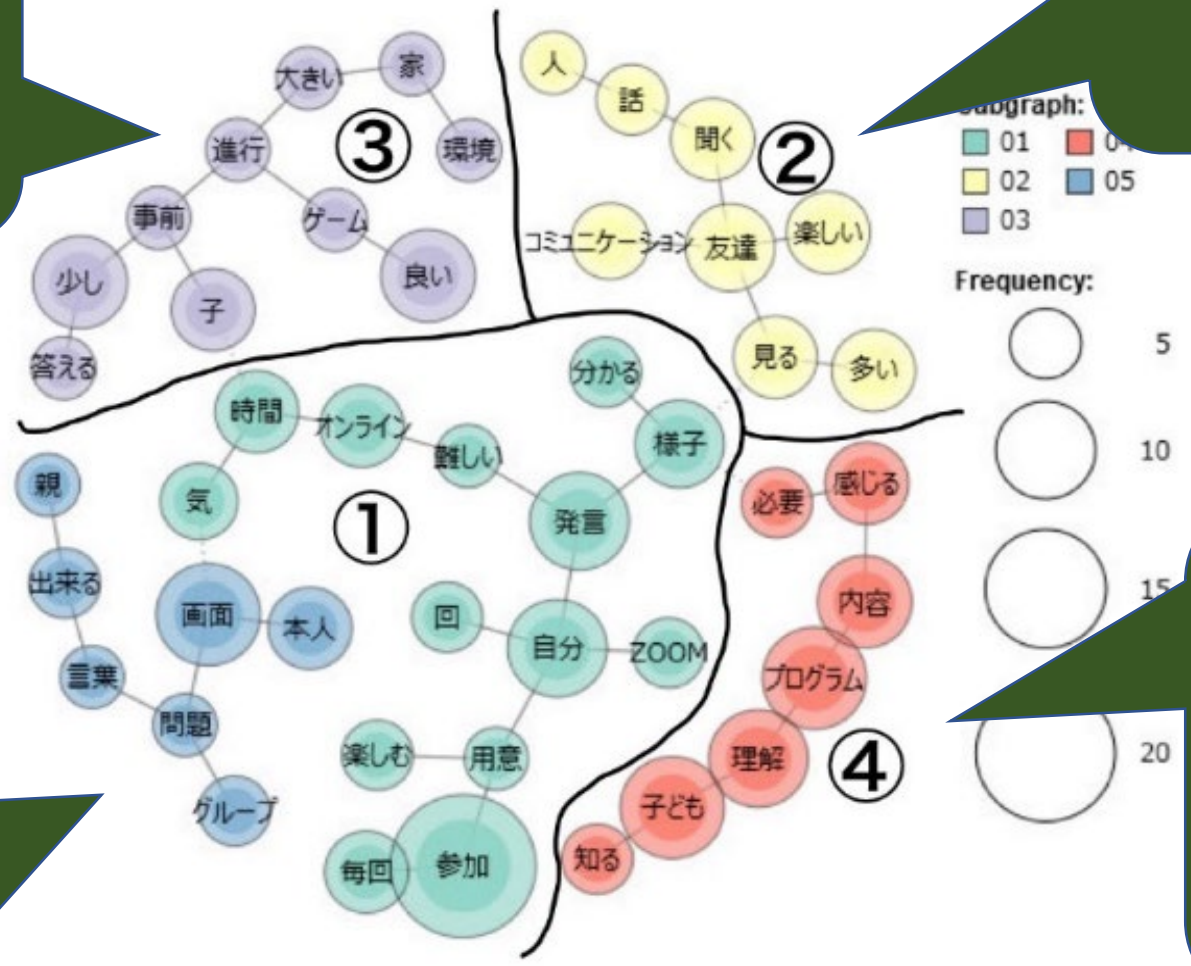 大きい
家
進行
③
環境
事前
ゲーム
少し
子
良い
答える
人
話
聞く
②
コミュニケーション
友達
楽しい
見る
多い
時間
オンライン
難しい
分かる
様子
気
①
発言
回
自分
ZOOM
楽しむ
用意
毎回
参加
親
出来る
画面
本人
言葉
問題
グループ
必要
感じる
内容
プログラム
理解
④
子ども
知る
01
02
05
03
Frequency:
5
10
15
20